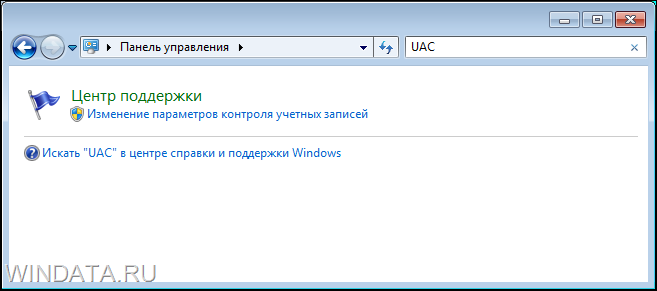 Панель управления
UAC
Центр поддержки
Изменение параметров контроля учетных записей
Искать "UAC" в центре справки и поддержки Windows
WINDATA.RU